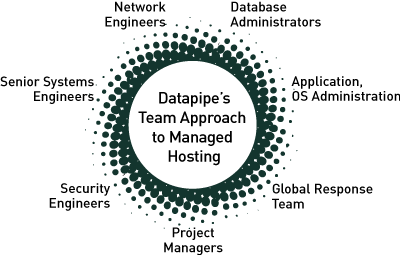 Network
Engineers
Database
Administrators
Senior Systems
Engineers
Application,
OS Administration
Datapipe's
Team Approach
to Managed
Hosting
Security
Engineers
Global Response
Team
Project
Managers